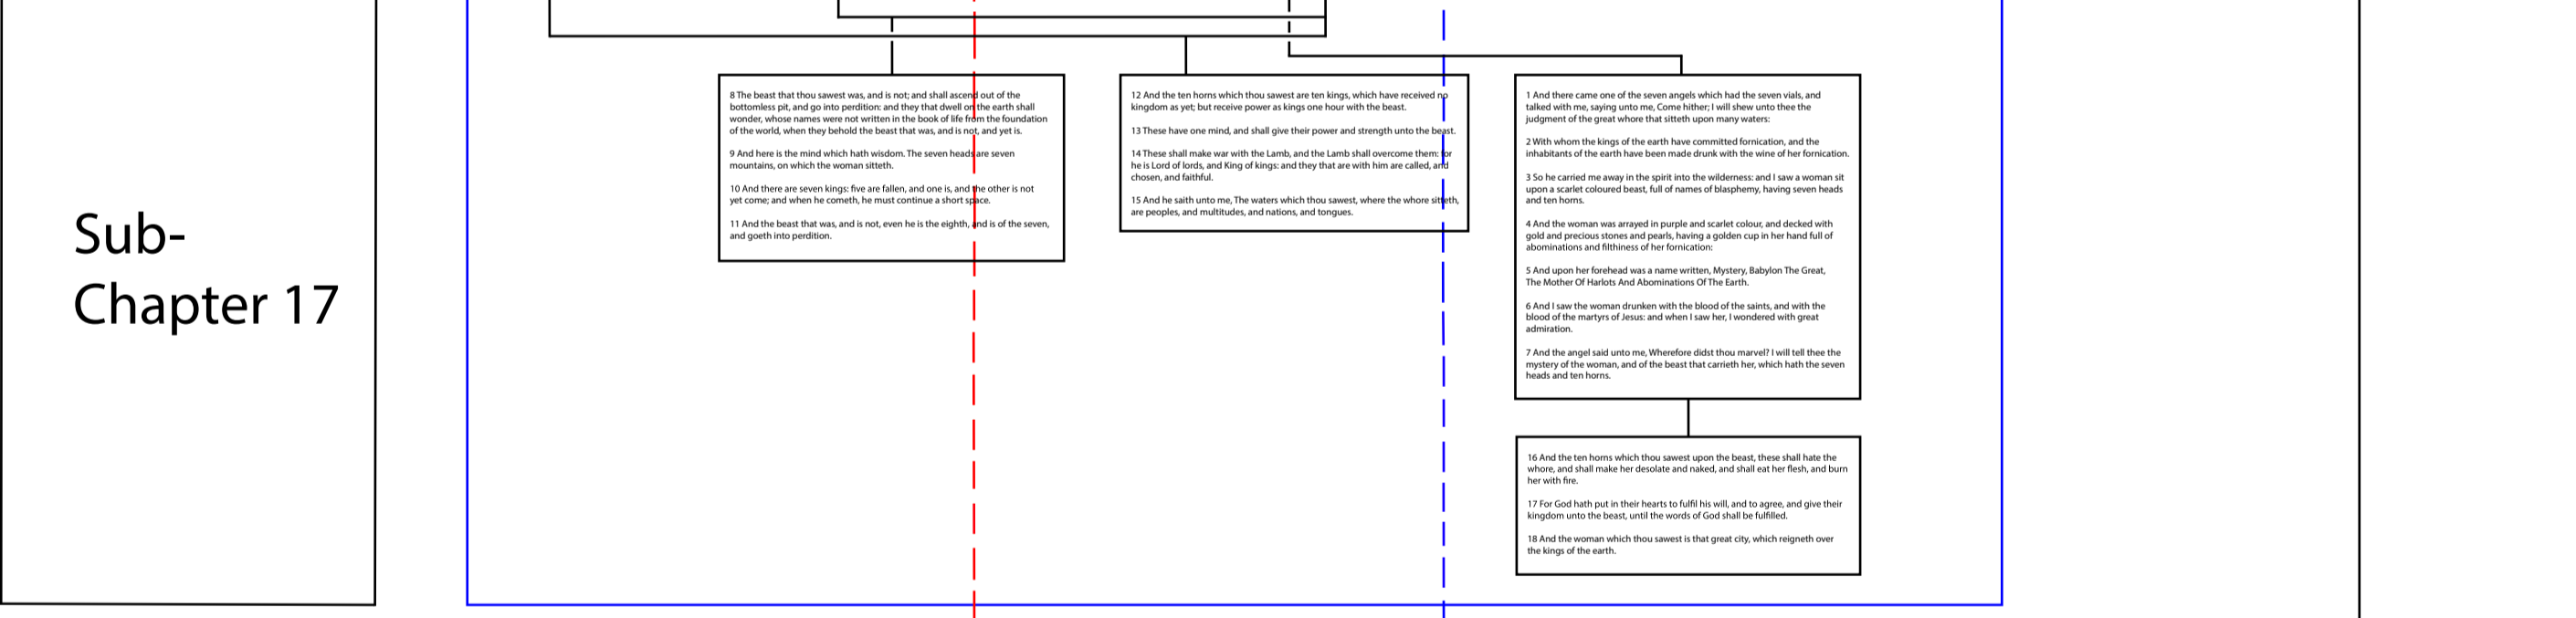 Sub-
Chapter 17
8 The beast that thou sawest was, and is not; and shall ascend out of the
bottomless pit, and go into perdition: and they that dwell on the earth shall
wonder, whose names were not written in the book of life from the foundation
of the world, when they behold the beast that was, and is not, and yet is.
9 And here is the mind which hath wisdom. The seven heads are seven
mountains, on which the woman sitteth.
10 And there are seven kings: five are fallen, and one is, and the other is not
yet come; and when he cometh, he must continue a short space.
11 And the beast that was, and is not, even he is the eighth, and is of the seven,
and goeth into perdition.
12 And the ten horns which thou sawest are ten kings, which have received no
kingdom as yet; but receive power as kings one hour with the beast.
13 These have one mind, and shall give their power and strength unto the beast.
14 These shall make war with the Lamb, and the Lamb shall overcome them: for
he is Lord of lords, and King of kings: and they that are with him are called, and
chosen, and faithful.
15 And he saith unto me, The waters which thou sawest, where the whore sitteth,
are peoples, and multitudes, and nations, and tongues.
1 And there came one of the seven angels which had the seven vials, and
talked with me, saying unto me, Come hither; I will shew unto thee the
judgment of the great whore that sitteth upon many waters:
2 With whom the kings of the earth have committed fornication, and the
inhabitants of the earth have been made drunk with the wine of her fornication.
3 So he carried me away in the spirit into the wilderness: and I saw a woman sit
upon a scarlet coloured beast, full of names of blasphemy, having seven heads
and ten horns.
4 And the woman was arrayed in purple and scarlet colour, and decked with
gold and precious stones and pearls, having a golden cup in her hand full of
abominations and filthiness of her fornication:
5 And upon her forehead was a name written, Mystery, Babylon The Great,
The Mother Of Harlots And Abominations Of The Earth.
6 And I saw the woman drunken with the blood of the saints, and with the
blood of the martyrs of Jesus: and when I saw her, I wondered with great
admiration.
7 And the angel said unto me, Wherefore didst thou marvel? I will tell thee the
mystery of the woman, and of the beast that carrieth her, which hath the seven
heads and ten horns.
16 And the ten horns which thou sawest upon the beast, these shall hate the
whore, and shall make her desolate and naked, and shall eat her flesh, and burn
her with fire.
17 For God hath put in their hearts to fulfil his will, and to agree, and give their
kingdom unto the beast, until the words of God shall be fulfilled.
18 And the woman which thou sawest is that great city, which reigneth over
the kings of the earth.